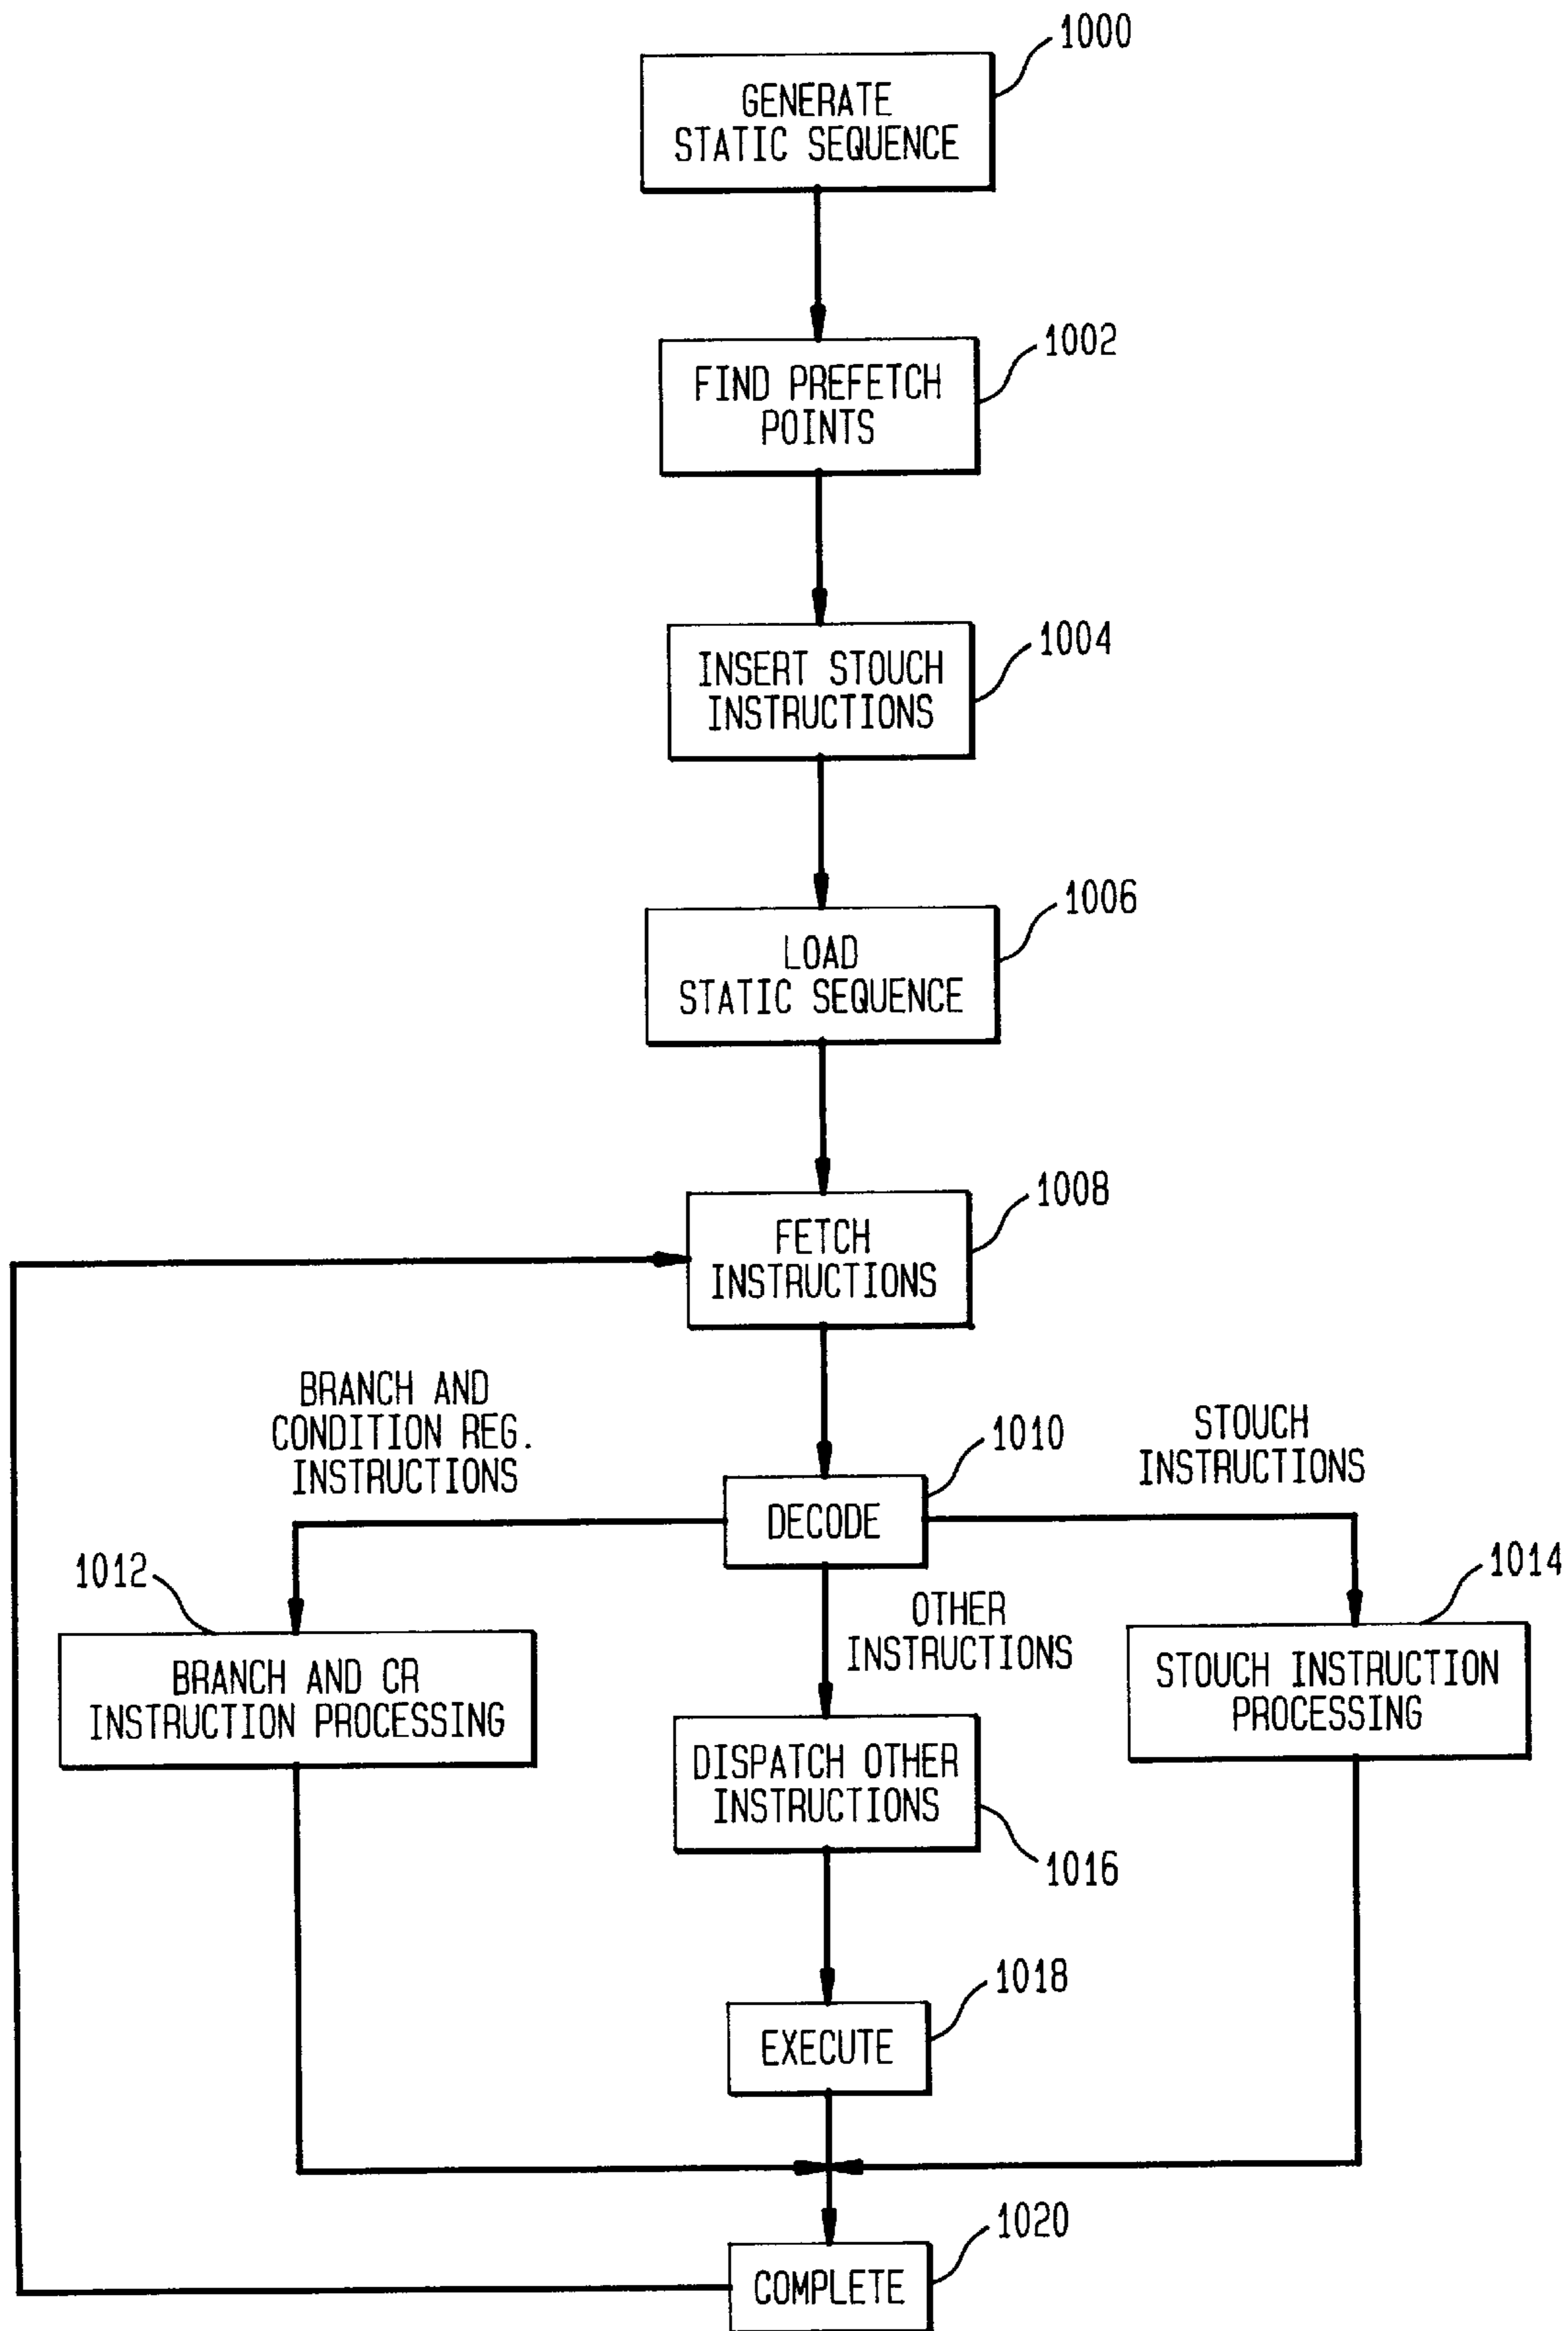 1000
GENERATE
STATIC SEQUENCE
1002
FIND PREFETCH
POINTS
1004
INSERT STOUCH
INSTRUCTIONS
1006
LOAD
STATIC SEQUENCE
1008
FETCH
INSTRUCTIONS
BRANCH AND
CONDITION REG.
INSTRUCTIONS
1010
DECODE
STOUCH
INSTRUCTIONS
1012
BRANCH AND CR
INSTRUCTION PROCESSING
OTHER
INSTRUCTIONS
1014
STOUCH INSTRUCTION
PROCESSING
DISPATCH OTHER
INSTRUCTIONS
1016
1018
EXECUTE
1020
COMPLETE